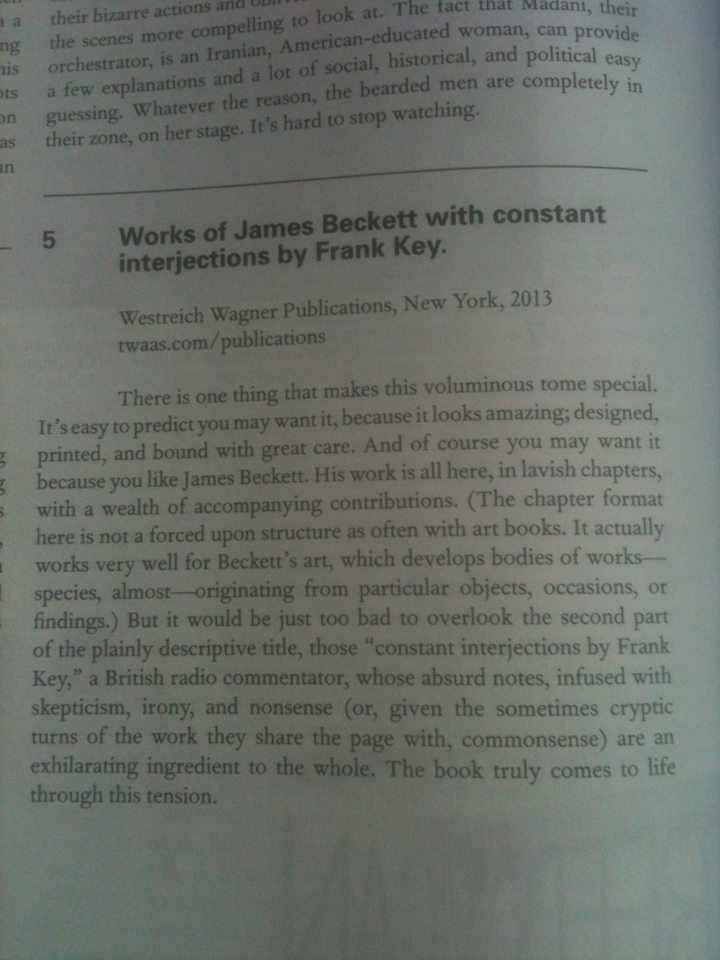 their bizarre actions and
the scenes more compelling to look at. The fact that Madani, their
orchestrator, is an Iranian, American-educated woman, can provide
a few explanations and a lot of social, historical, and political easy
guessing. Whatever the reason, the bearded men are completely in
their zone, on her stage. It's hard to stop watching.
5 Works of James Beckett with constant
interjections by Frank Key.
Westreich Wagner Publications, New York, 2013
twaas.com/publications
There is one thing that makes this voluminous tome special.
It's easy to predict you may want it, because it looks amazing; designed,
printed, and bound with great care. And of course you may want it
because you like James Beckett. His work is all here, in lavish chapters,
with a wealth of accompanying contributions. (The chapter format
here is not a forced upon structure as often with art books. It actually
works very well for Beckett's art, which develops bodies of works—
species, almost—originating from particular objects, occasions, or
findings.) But it would be just too bad to overlook the second part
of the plainly descriptive title, those “constant interjections by Frank
Key,” a British radio commentator, whose absurd notes, infused with
skepticism, irony, and nonsense (or, given the sometimes cryptic
turns of the work they share the page with, commonsense) are an
exhilarating ingredient to the whole. The book truly comes to life
through this tension.